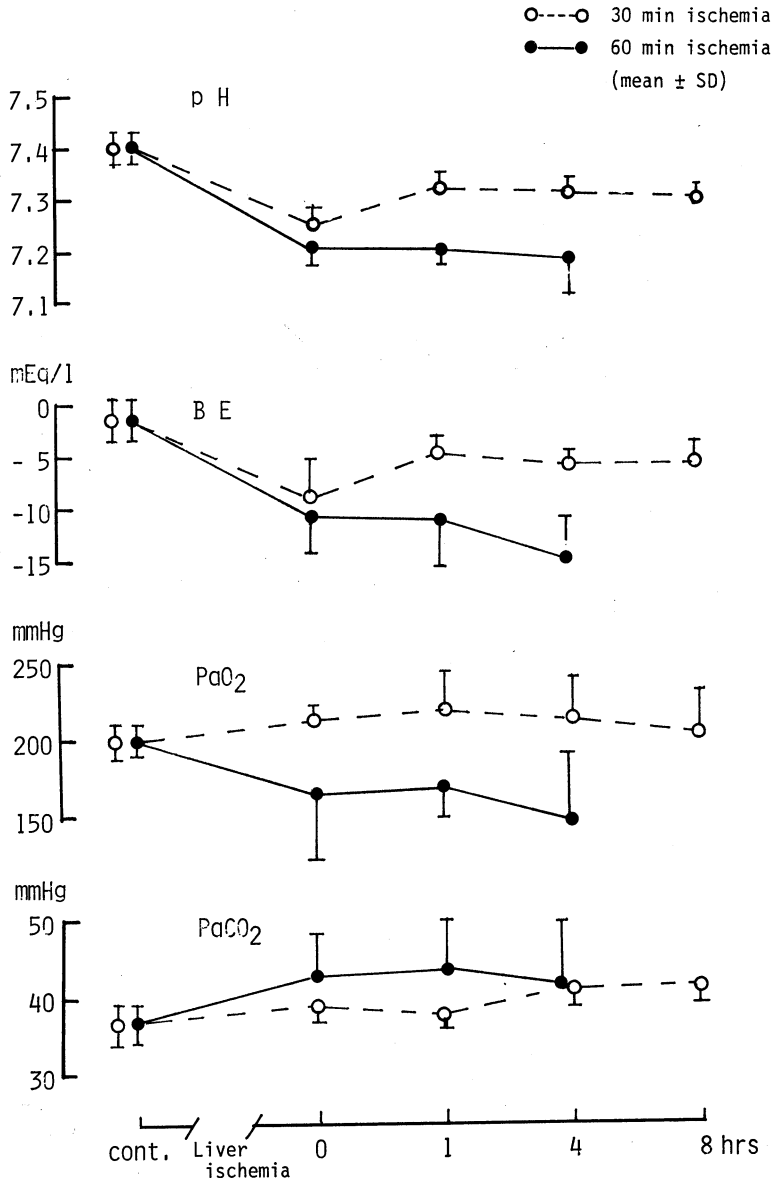 30 min ischemia
60 min ischemia
(mean ± SD)
p H
7.5
7.4
7.3
7.2
7.1
mEq/l
B E
0
- 5
-10
-15
mmHg
PaO2
250
200
150
mmHg
PaCO2
50
40
30
cont.
Liver
ischemia
0
1
4
8 hrs